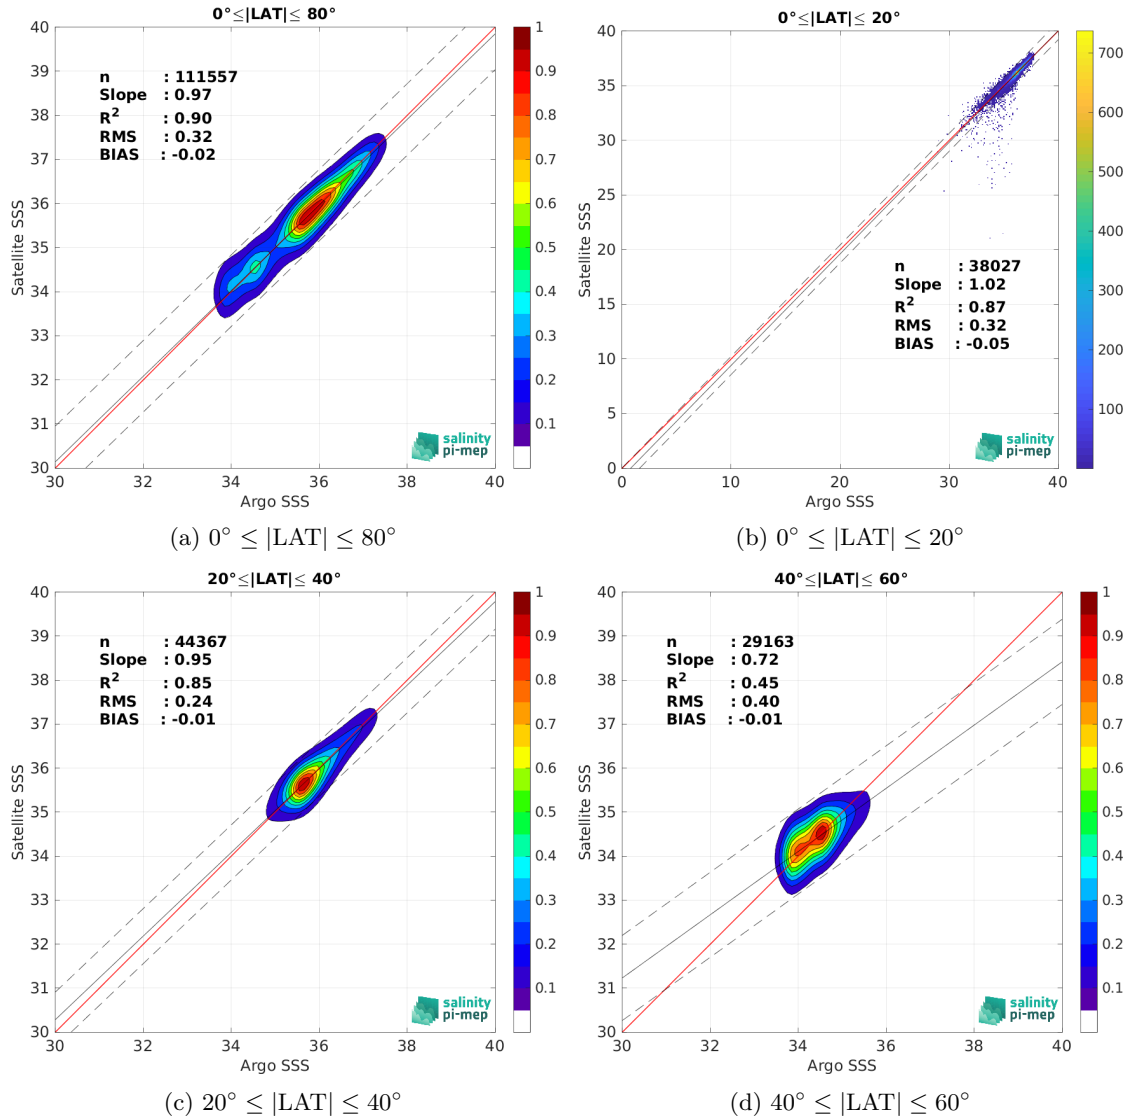 0°≤|LAT|≤ 80°
40
39
38
37
36
35
34
33
32
31
30
30
32
34
36
38
40
Satellite SSS
Argo SSS
n : 111557
Slope : 0.97
R² : 0.90
RMS : 0.32
BIAS : -0.02
salinity
pi-mep
1
0.9
0.8
0.7
0.6
0.5
0.4
0.3
0.2
0.1
(a) 0° ≤ |LAT| ≤ 80°
0°≤|LAT|≤ 20°
40
35
30
25
20
15
10
5
0
0
10
20
30
40
Satellite SSS
Argo SSS
n : 38027
Slope : 1.02
R² : 0.87
RMS : 0.32
BIAS : -0.05
salinity
pi-mep
700
600
500
400
300
200
100
(b) 0° ≤ |LAT| ≤ 20°
20°≤|LAT|≤ 40°
40
39
38
37
36
35
34
33
32
31
30
30
32
34
36
38
40
Satellite SSS
Argo SSS
n : 44367
Slope : 0.95
R² : 0.85
RMS : 0.24
BIAS : -0.01
salinity
pi-mep
1
0.9
0.8
0.7
0.6
0.5
0.4
0.3
0.2
0.1
(c) 20° ≤ |LAT| ≤ 40°
40°≤|LAT|≤ 60°
40
39
38
37
36
35
34
33
32
31
30
30
32
34
36
38
40
Satellite SSS
Argo SSS
n : 29163
Slope : 0.72
R² : 0.45
RMS : 0.40
BIAS : -0.01
salinity
pi-mep
1
0.9
0.8
0.7
0.6
0.5
0.4
0.3
0.2
0.1
(d) 40° ≤ |LAT| ≤ 60°